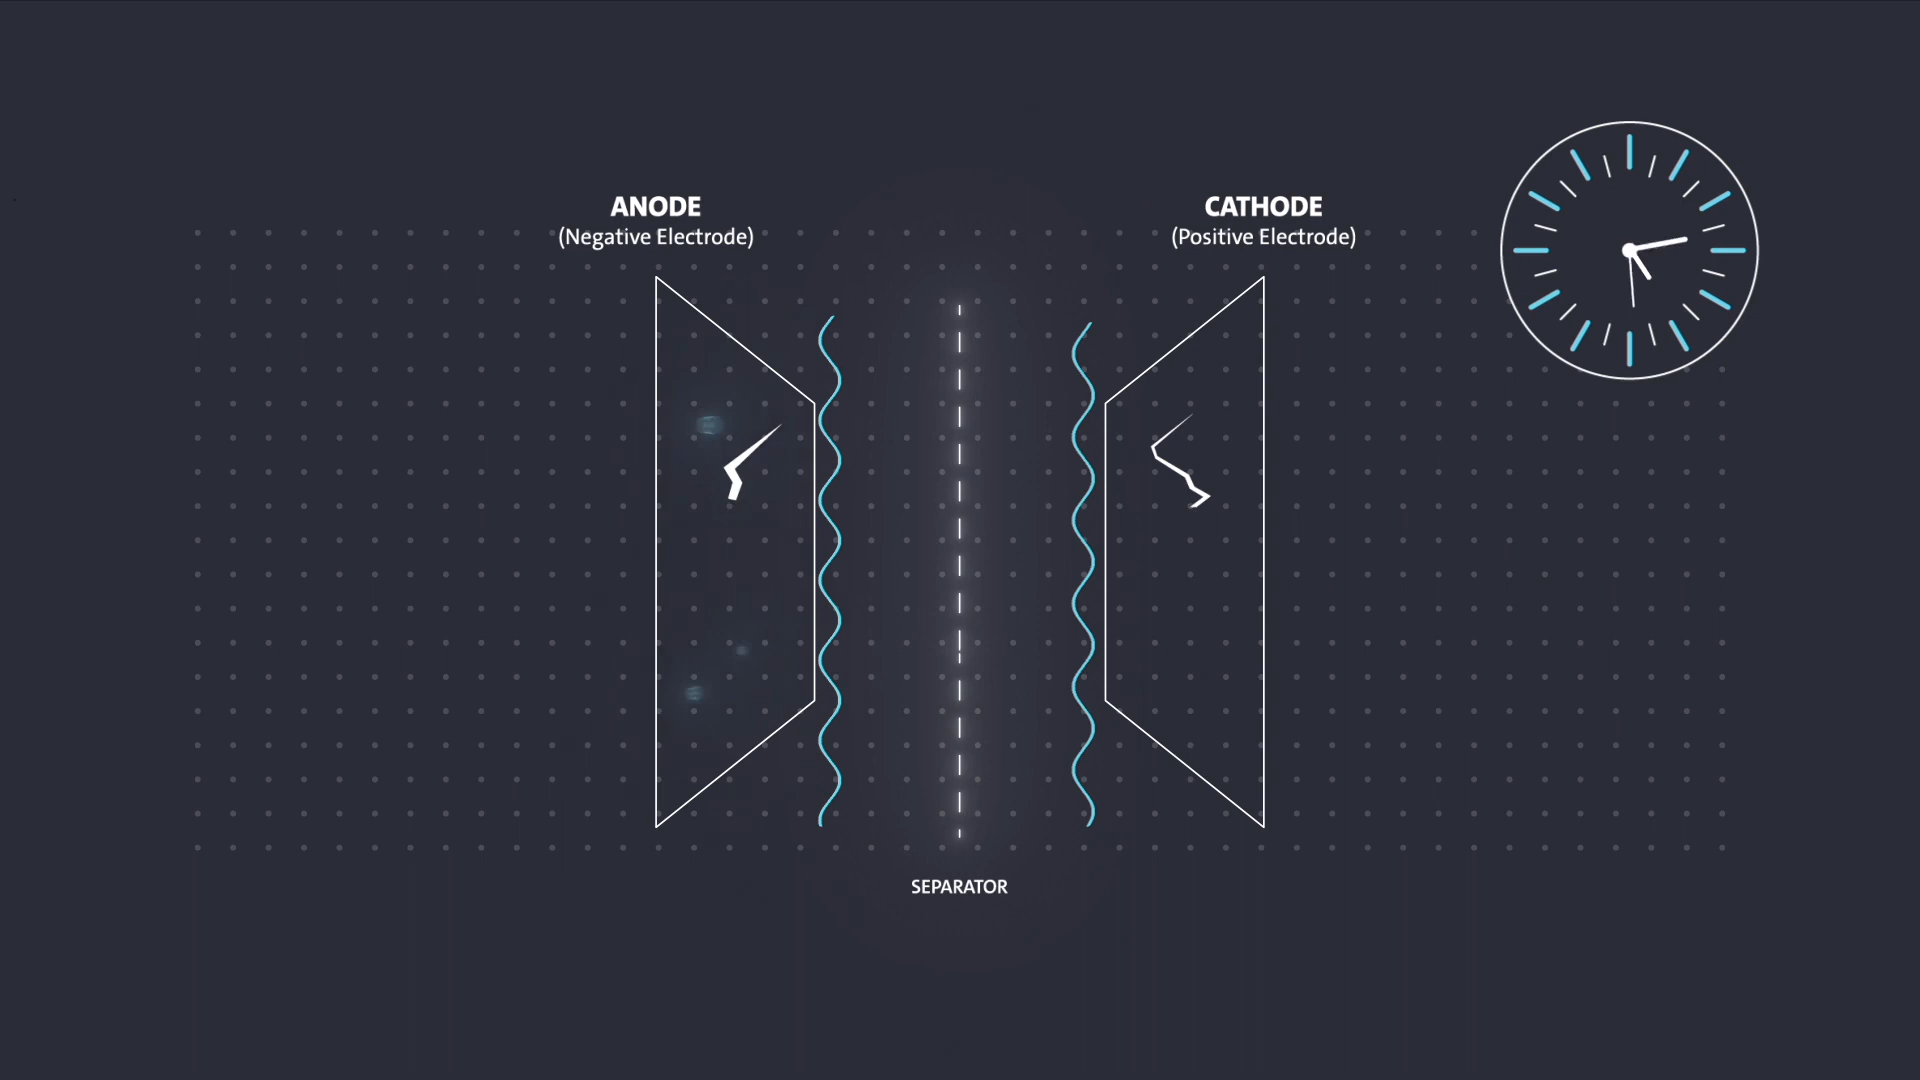 ANODE
(Negative Electrode)
CATHODE
(Positive Electrode)
SEPARATOR